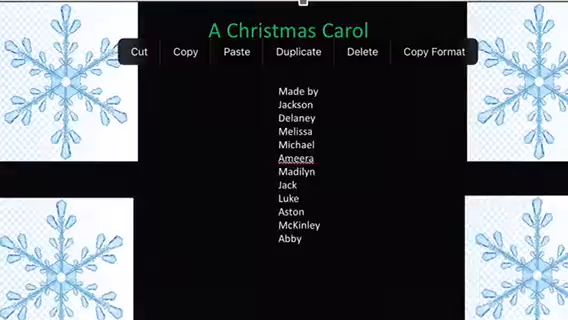 A Christmas Carol
Cut Copy Paste Duplicate Delete Copy Format
Made by
Jackson
Delaney
Melissa
Michael
Ameera
Madilyn
Jack
Luke
Aston
McKinley
Abby